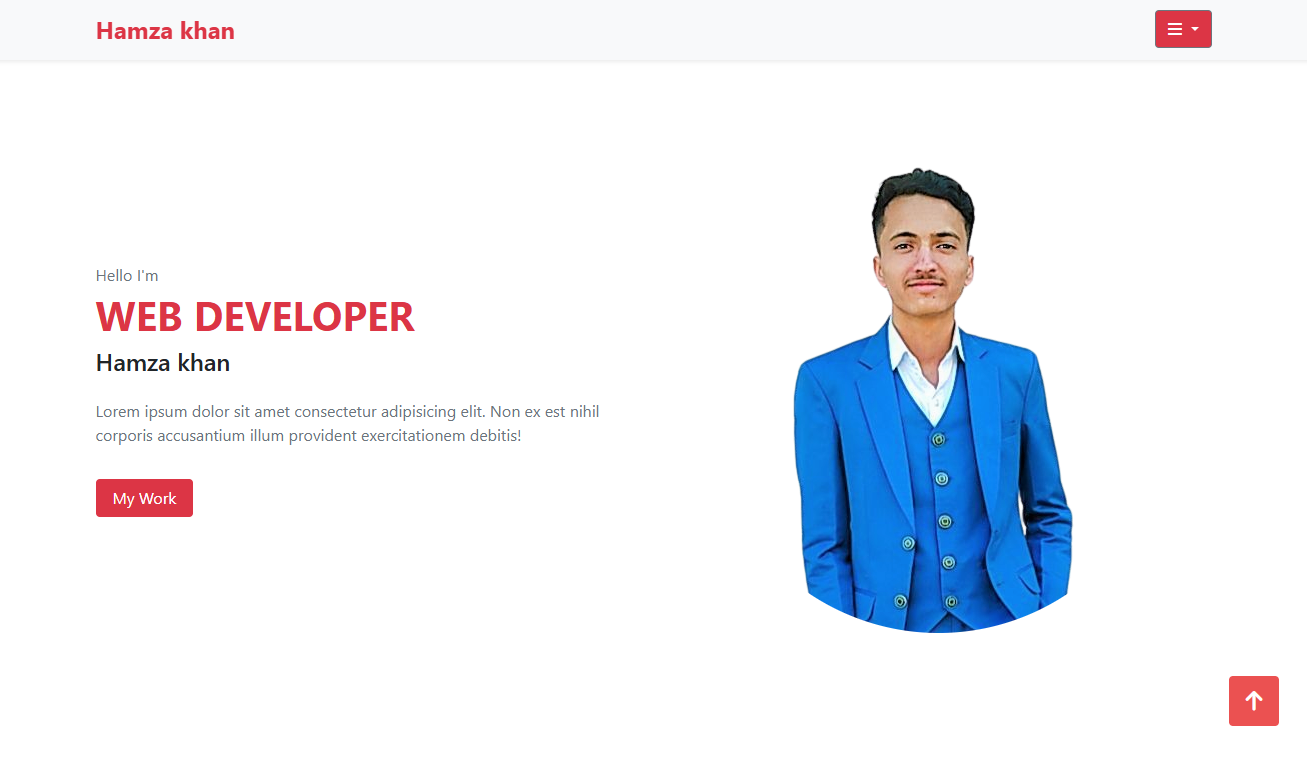 Hamza khan
Hello I'm
WEB DEVELOPER
Hamza khan
Lorem ipsum dolor sit amet consectetur adipisicing elit. Non ex est nihil
corporis accusantium illum provident exercitationem debitis!
My Work